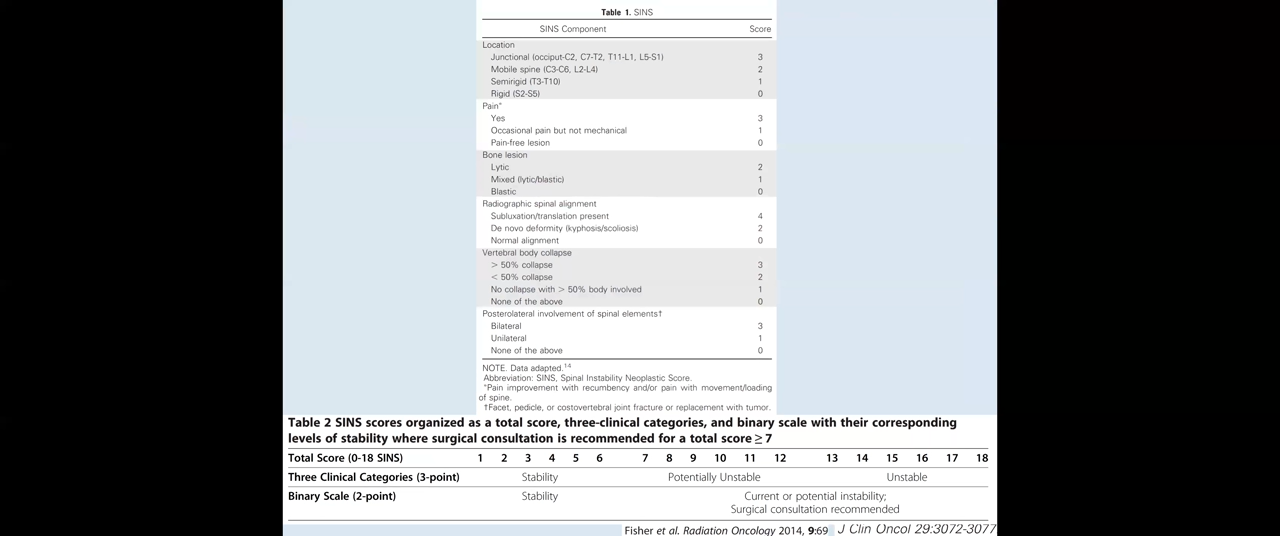 Table 1. SINS
SINS Component Score
Location
Junctional (occiput-C2, C7-T2, T11-L1, L5-S1) 3
Mobile spine (C3-C6, L2-L4) 2
Semirigid (T3-T10) 1
Rigid (S2-S5) 0
Pain*
Yes 3
Occasional pain but not mechanical 1
Pain-free lesion 0
Bone lesion
Lytic 2
Mixed (lytic/blastic) 1
Blastic 0
Radiographic spinal alignment
Subluxation/translation present 4
De novo deformity (kyphosis/scoliosis) 2
Normal alignment 0
Vertebral body collapse
> 50% collapse 3
< 50% collapse 2
No collapse with > 50% body involved 1
None of the above 0
Posterolateral involvement of spinal elements†
Bilateral 3
Unilateral 1
None of the above 0
NOTE. Data adapted.14
Abbreviation: SINS, Spinal Instability Neoplastic Score.
*Pain improvement with recumbency and/or pain with movement/loading
of spine.
†Facet, pedicle, or costovertebral joint fracture or replacement with tumor.
Table 2 SINS scores organized as a total score, three-clinical categories, and binary scale with their corresponding
levels of stability where surgical consultation is recommended for a total score ≥ 7
Total Score (0-18 SINS) 1 2 3 4 5 6 7 8 9 10 11 12 13 14 15 16 17 18
Three Clinical Categories (3-point) Stability Potentially Unstable Unstable
Binary Scale (2-point) Stability Current or potential instability;
Surgical consultation recommended
Fisher et al. Radiation Oncology 2014, 9:69 J Clin Oncol 29:3072-3077